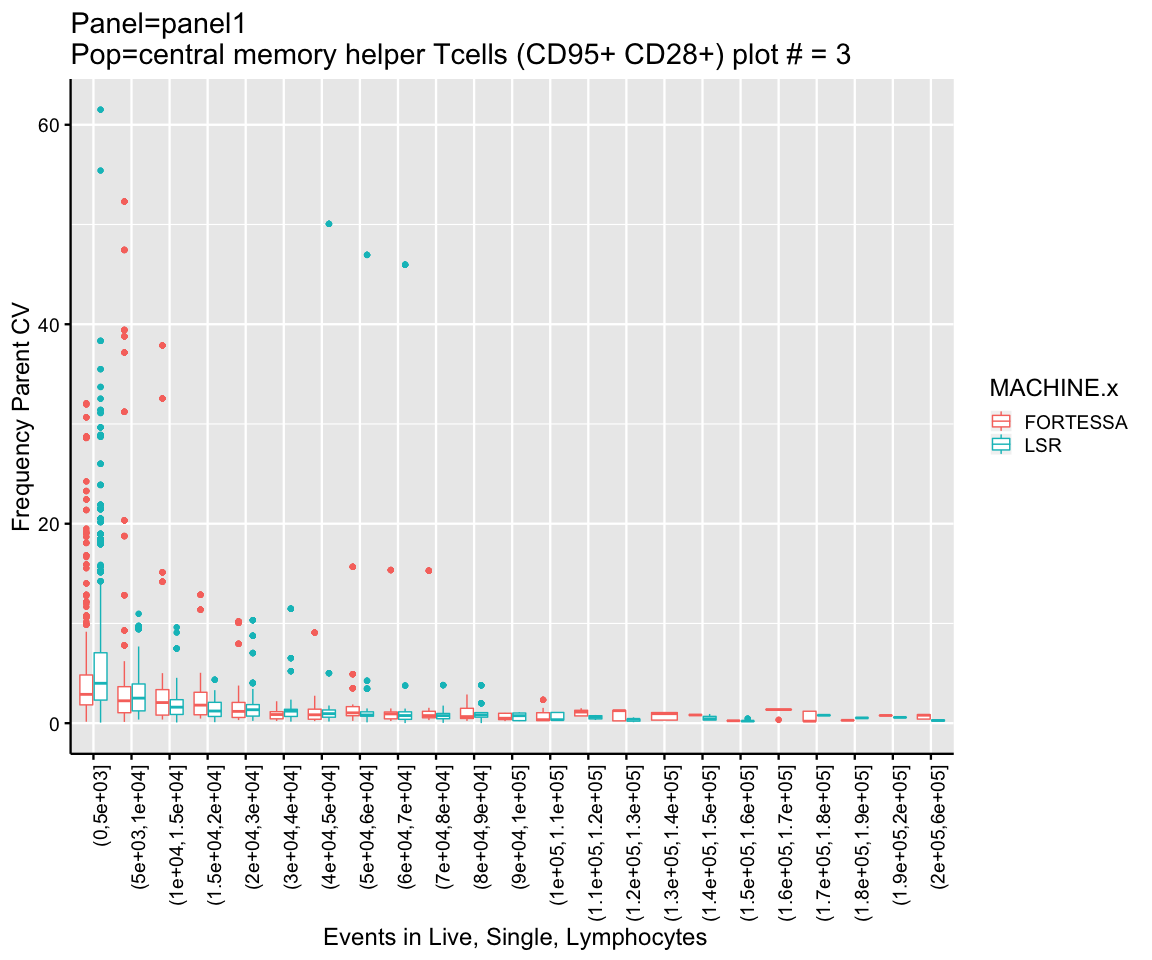 Panel=panel1
Pop=central memory helper Tcells (CD95+ CD28+) plot # = 3
Frequency Parent CV
60
40
20
0
(0,5e+03]
(5e+03,1e+04]
(1e+04,1.5e+04]
(1.5e+04,2e+04]
(2e+04,3e+04]
(3e+04,4e+04]
(4e+04,5e+04]
(5e+04,6e+04]
(6e+04,7e+04]
(7e+04,8e+04]
(8e+04,9e+04]
(9e+04,1e+05]
(1e+05,1.1e+05]
(1.1e+05,1.2e+05]
(1.2e+05,1.3e+05]
(1.3e+05,1.4e+05]
(1.4e+05,1.5e+05]
(1.5e+05,1.6e+05]
(1.6e+05,1.7e+05]
(1.7e+05,1.8e+05]
(1.8e+05,1.9e+05]
(1.9e+05,2e+05]
(2e+05,6e+05]
Events in Live, Single, Lymphocytes
MACHINE.x
FORTESSA
LSR